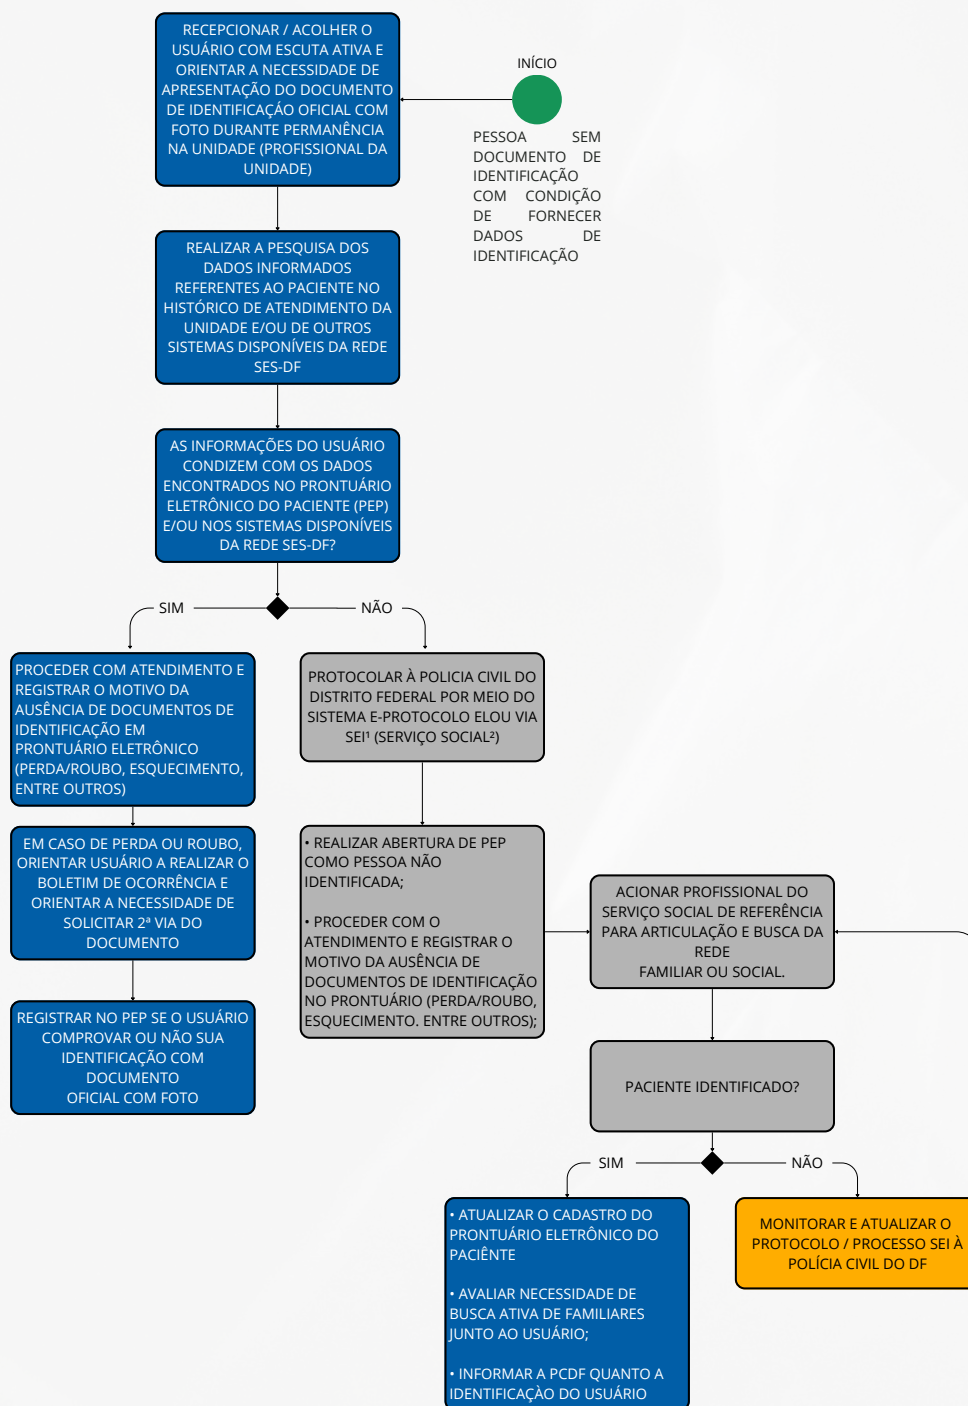 RECEPCIONAR / ACOLHER O
USUÁRIO COM ESCUTA ATIVA E
ORIENTAR A NECESSIDADE DE
APRESENTAÇÃO DO DOCUMENTO
DE IDENTIFICAÇÁO OFICIAL COM
FOTO DURANTE PERMANÊNCIA
NA UNIDADE (PROFISSIONAL DA
UNIDADE)
INÍCIO
PESSOA SEM
DOCUMENTO DE
IDENTIFICAÇÃO
COM CONDIÇÃO
DE FORNECER
DADOS DE
IDENTIFICAÇÃO
REALIZAR A PESQUISA DOS
DADOS INFORMADOS
REFERENTES AO PACIENTE NO
HISTÓRICO DE ATENDIMENTO DA
UNIDADE E/OU DE OUTROS
SISTEMAS DISPONÍVEIS DA REDE
SES-DF
AS INFORMAÇÕES DO USUÁRIO
CONDIZEM COM OS DADOS
ENCONTRADOS NO PRONTUÁRIO
ELETRÔNICO DO PACIENTE (PEP)
E/OU NOS SISTEMAS DISPONÍVEIS
DA REDE SES-DF?
SIM
NÃO
PROCEDER COM ATENDIMENTO E
REGISTRAR O MOTIVO DA
AUSÊNCIA DE DOCUMENTOS DE
IDENTIFICAÇÃO EM
PRONTUÁRIO ELETRÔNICO
(PERDA/ROUBO, ESQUECIMENTO,
ENTRE OUTROS)
PROTOCOLAR À POLICIA CIVIL DO
DISTRITO FEDERAL POR MEIO DO
SISTEMA E-PROTOCOLO ELOU VIA
SEI¹ (SERVIÇO SOCIAL²)
EM CASO DE PERDA OU ROUBO,
ORIENTAR USUÁRIO A REALIZAR O
BOLETIM DE OCORRÊNCIA E
ORIENTAR A NECESSIDADE DE
SOLICITAR 2ª VIA DO
DOCUMENTO
• REALIZAR ABERTURA DE PEP
COMO PESSOA NÃO
IDENTIFICADA;
• PROCEDER COM O
ATENDIMENTO E REGISTRAR O
MOTIVO DA AUSÊNCIA DE
DOCUMENTOS DE IDENTIFICAÇÃO
NO PRONTUÁRIO (PERDA/ROUBO,
ESQUECIMENTO. ENTRE OUTROS);
ACIONAR PROFISSIONAL DO
SERVIÇO SOCIAL DE REFERÊNCIA
PARA ARTICULAÇÃO E BUSCA DA
REDE
FAMILIAR OU SOCIAL.
REGISTRAR NO PEP SE O USUÁRIO
COMPROVAR OU NÃO SUA
IDENTIFICAÇÃO COM
DOCUMENTO
OFICIAL COM FOTO
PACIENTE IDENTIFICADO?
SIM
NÃO
• ATUALIZAR O CADASTRO DO
PRONTUÁRIO ELETRÔNICO DO
PACIÊNTE
• AVALIAR NECESSIDADE DE
BUSCA ATIVA DE FAMILIARES
JUNTO AO USUÁRIO;
• INFORMAR A PCDF QUANTO A
IDENTIFICAÇÀO DO USUÁRIO
MONITORAR E ATUALIZAR O
PROTOCOLO / PROCESSO SEI À
POLÍCIA CIVIL DO DF